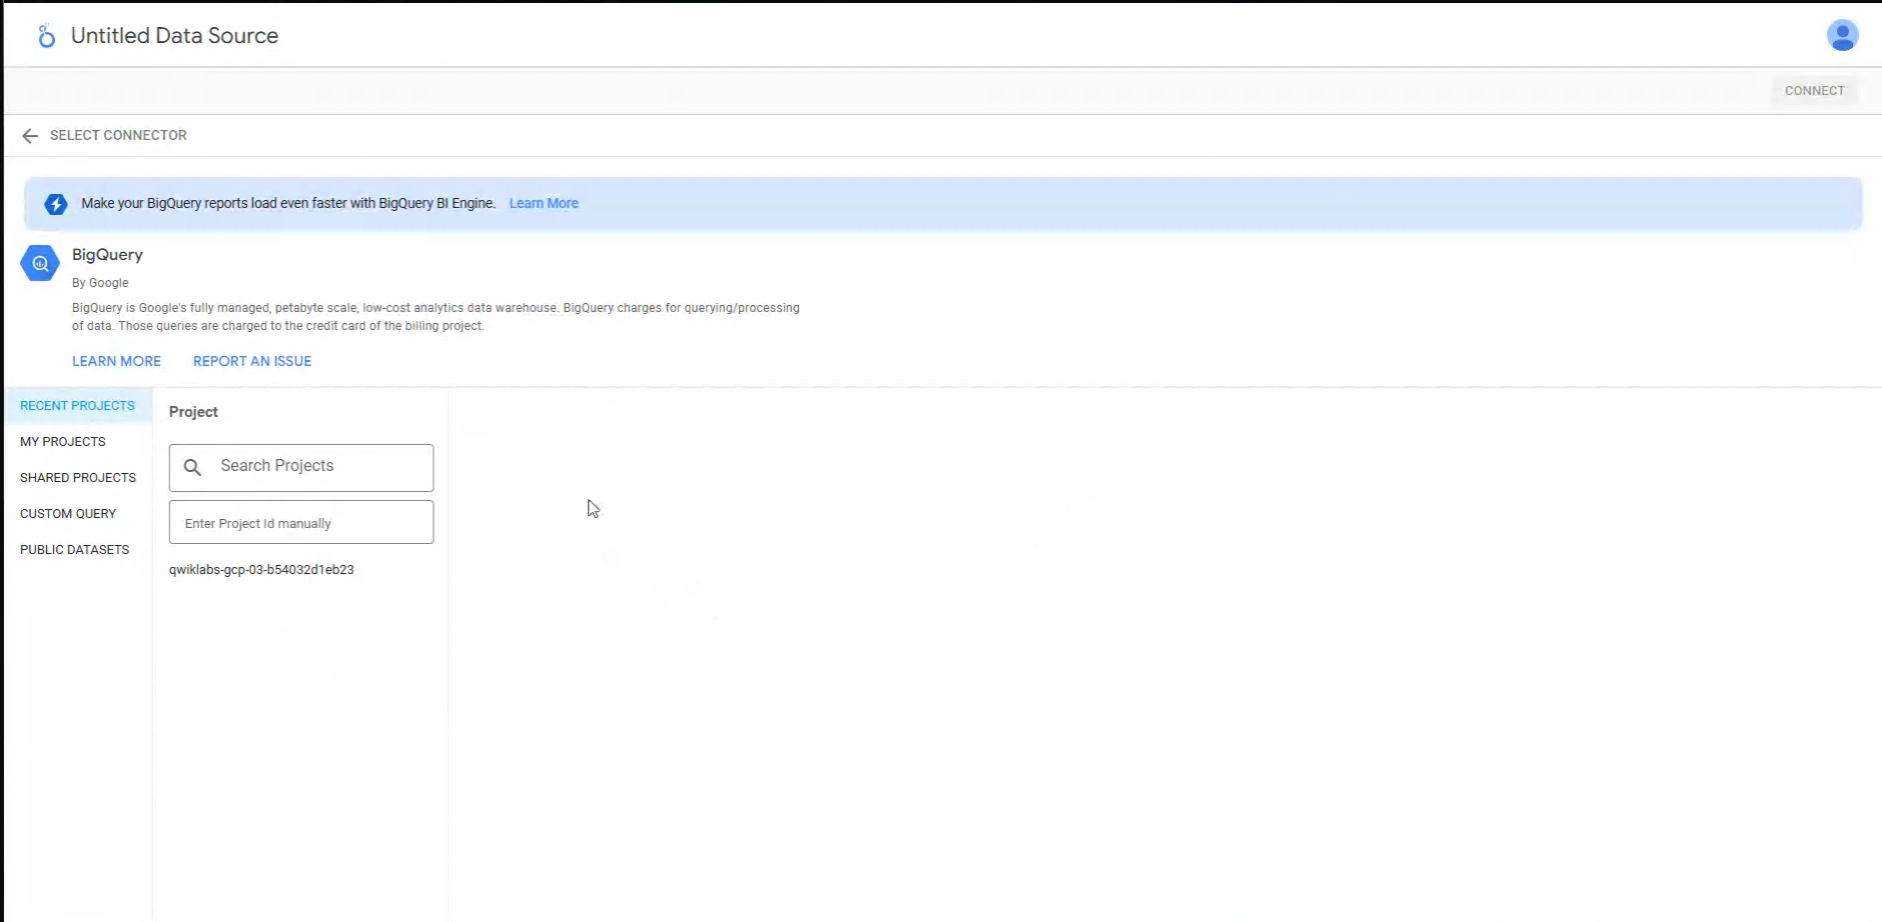 Untitled Data Source
CONNECT
SELECT CONNECTOR
Make your BigQuery reports load even faster with BigQuery BI Engine. Learn More
BigQuery
By Google
BigQuery is Google's fully managed, petabyte scale, low-cost analytics data warehouse. BigQuery charges for querying/processing
of data. Those queries are charged to the credit card of the billing project.
LEARN MORE REPORT AN ISSUE
RECENT PROJECTS
MY PROJECTS
SHARED PROJECTS
CUSTOM QUERY
PUBLIC DATASETS
Project
Search Projects
Enter Project Id manually
qwiklabs-gcp-03-b54032d1eb23